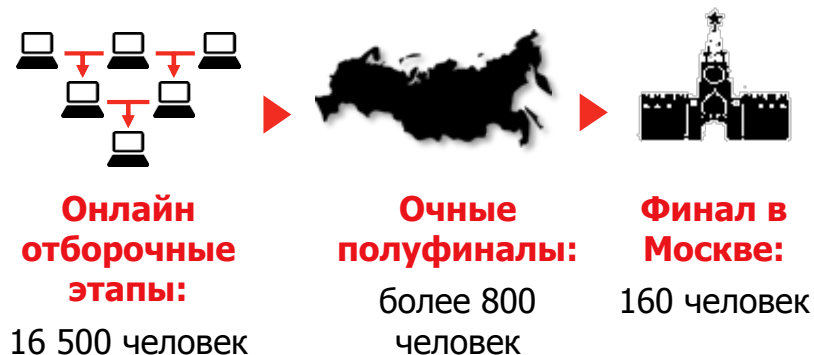 Онлайн
отборочные
этапы:
16 500 человек
Очные
полуфиналы:
более 800
человек
Финал в
Москве:
160 человек